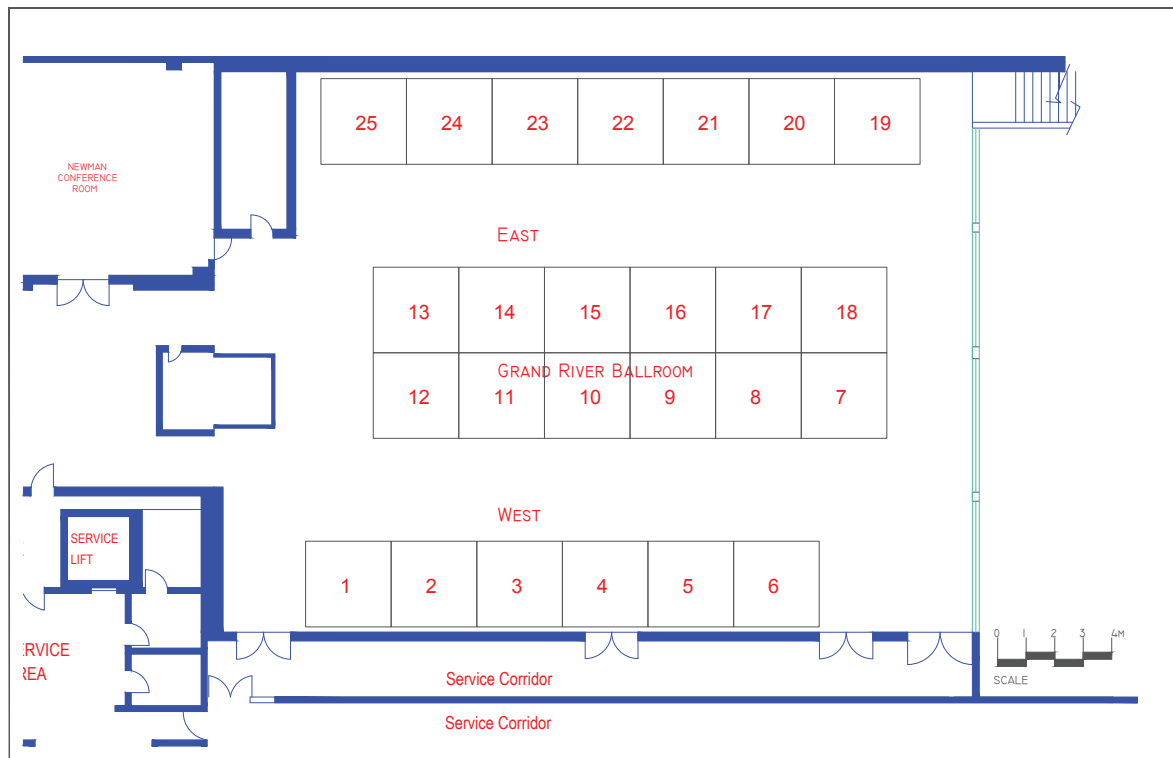 25 24 23 22 21 20 19
NEWMAN
CONFERENCE
ROOM
EAST
13 14 15 16 17 18
GRAND RIVER BALLROOM
12 11 10 9 8 7
WEST
SERVICE
LIFT
1 2 3 4 5 6
0 1 2 3 4M
SCALE
ERVICE
REA
Service Corridor
Service Corridor